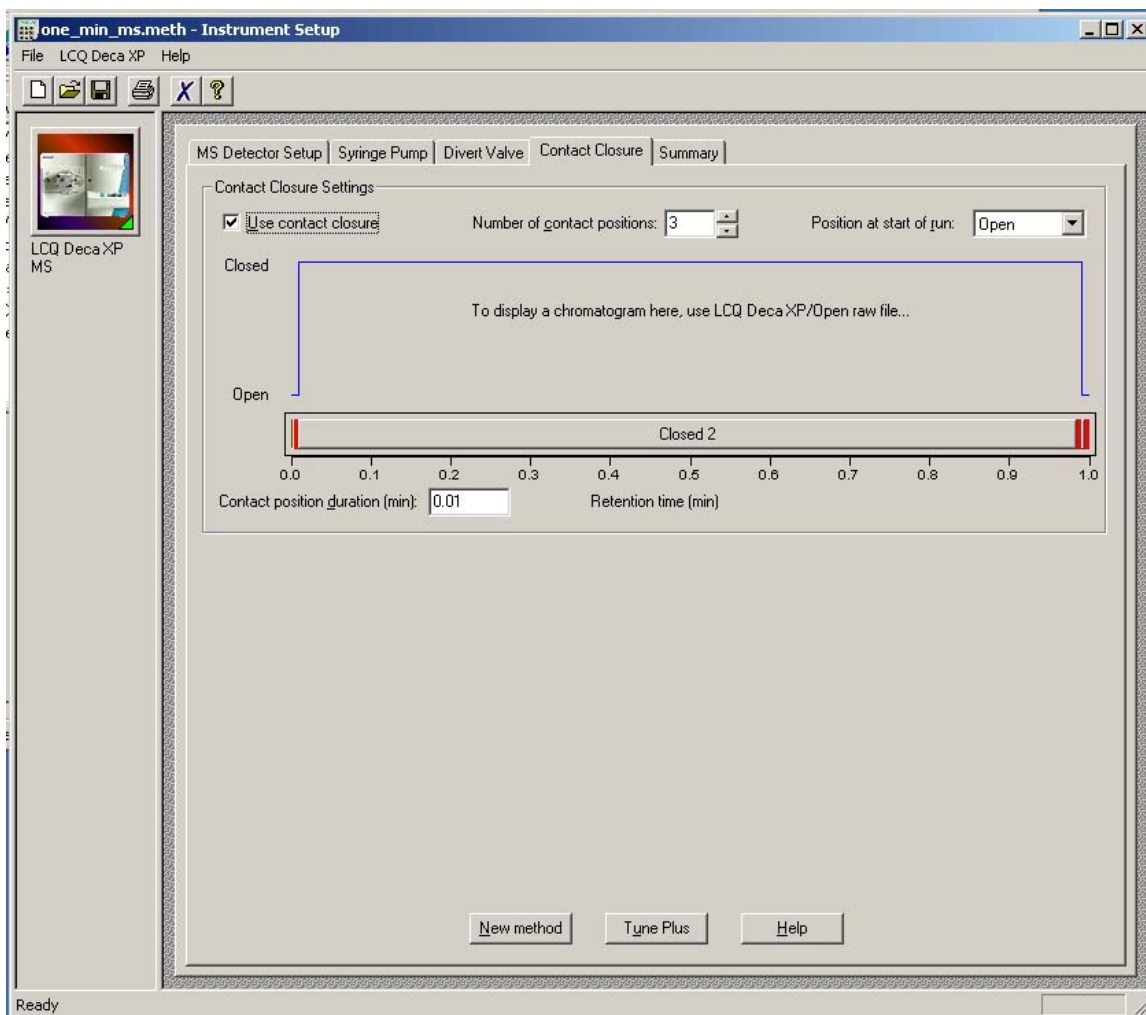 one_min_ms.meth - Instrument Setup
File LCQ Deca XP Help
LCQ Deca XP
MS
MS Detector Setup Syringe Pump Divert Valve Contact Closure Summary
Contact Closure Settings
Use contact closure Number of contact positions: 3 Position at start of run: Open
Closed
To display a chromatogram here, use LCQ Deca XP/Open raw file...
Open
Closed 2
0.0 0.1 0.2 0.3 0.4 0.5 0.6 0.7 0.8 0.9 1.0
Contact position duration (min): 0.01 Retention time (min)
New method Tune Plus Help
Ready